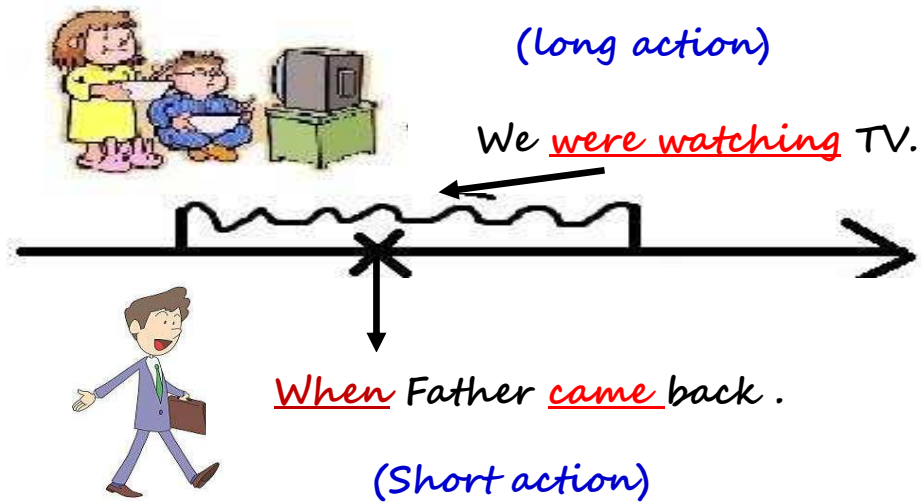 (long action)
We were watching TV.
When Father came back .
(Short action)